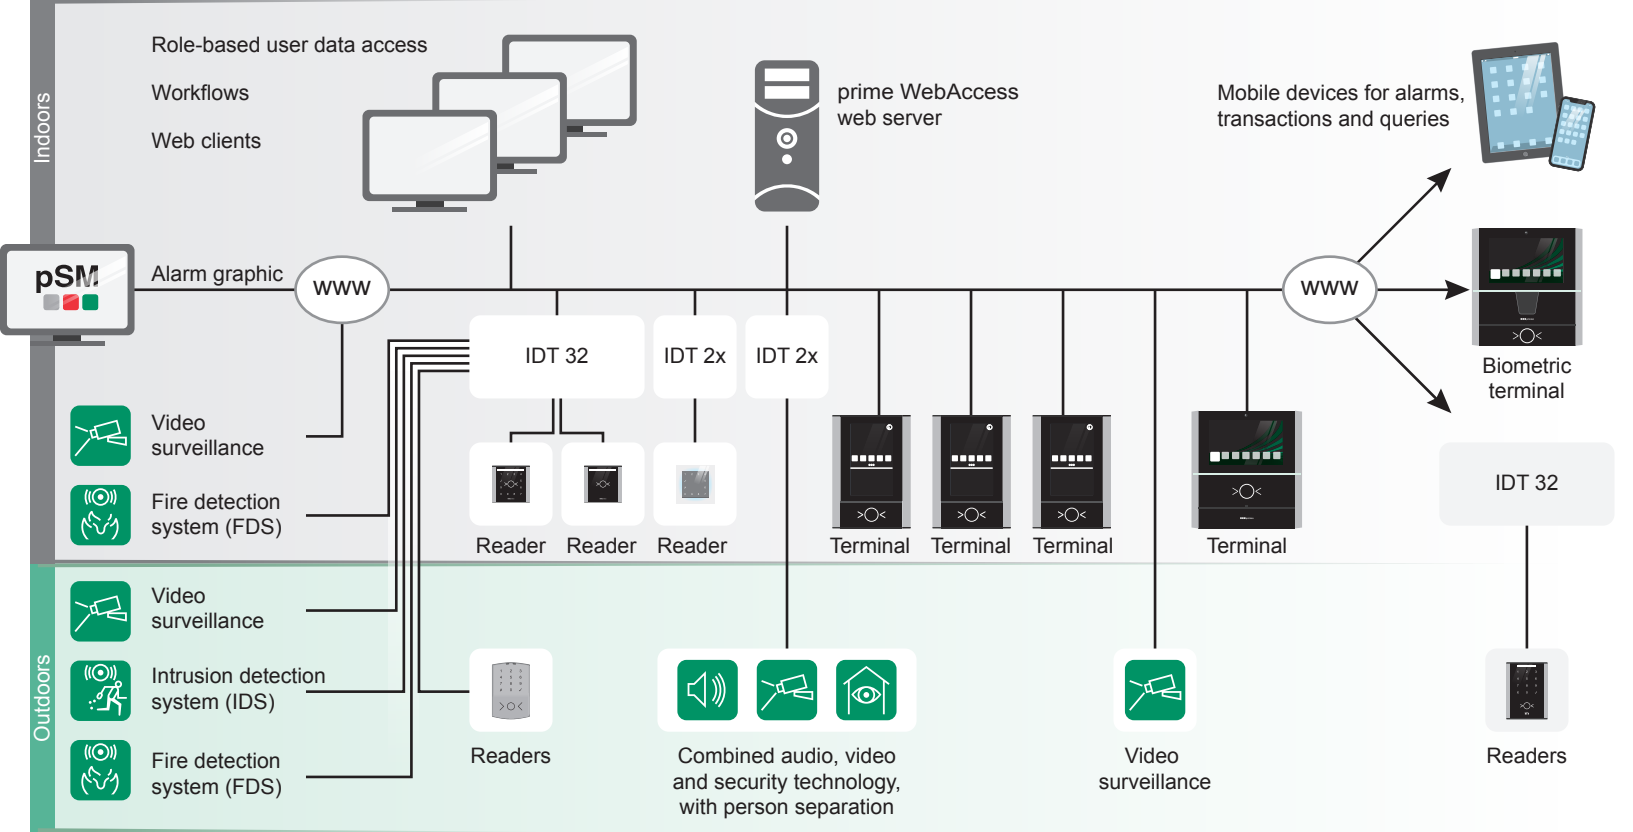 Indoors
Role-based user data access
Workflows
Web clients
prime WebAccess
web server
Mobile devices for alarms,
transactions and queries
pSM
Alarm graphic
WWW
WWW
IDT 32
IDT 2x
IDT 2x
Biometric
terminal
Video
surveillance
Fire detection
system (FDS)
IDT 32
Reader
Reader
Reader
Terminal
Terminal
Terminal
Terminal
Outdoors
Video
surveillance
Intrusion detection
system (IDS)
Fire detection
system (FDS)
Readers
Combined audio, video
and security technology,
with person separation
Video
surveillance
Readers